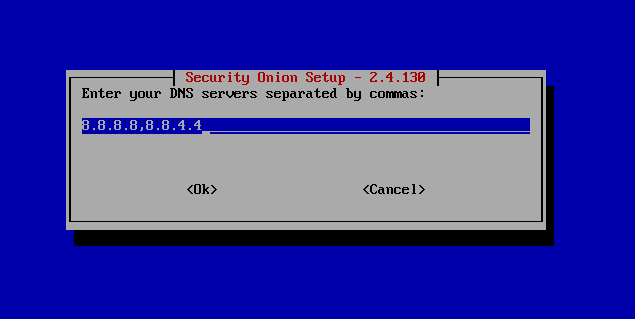 Security Onion Setup - 2.4.130
Enter your DNS servers separated by commas:
8.8.8.8,8.8.4.4
<Ok> <Cancel>